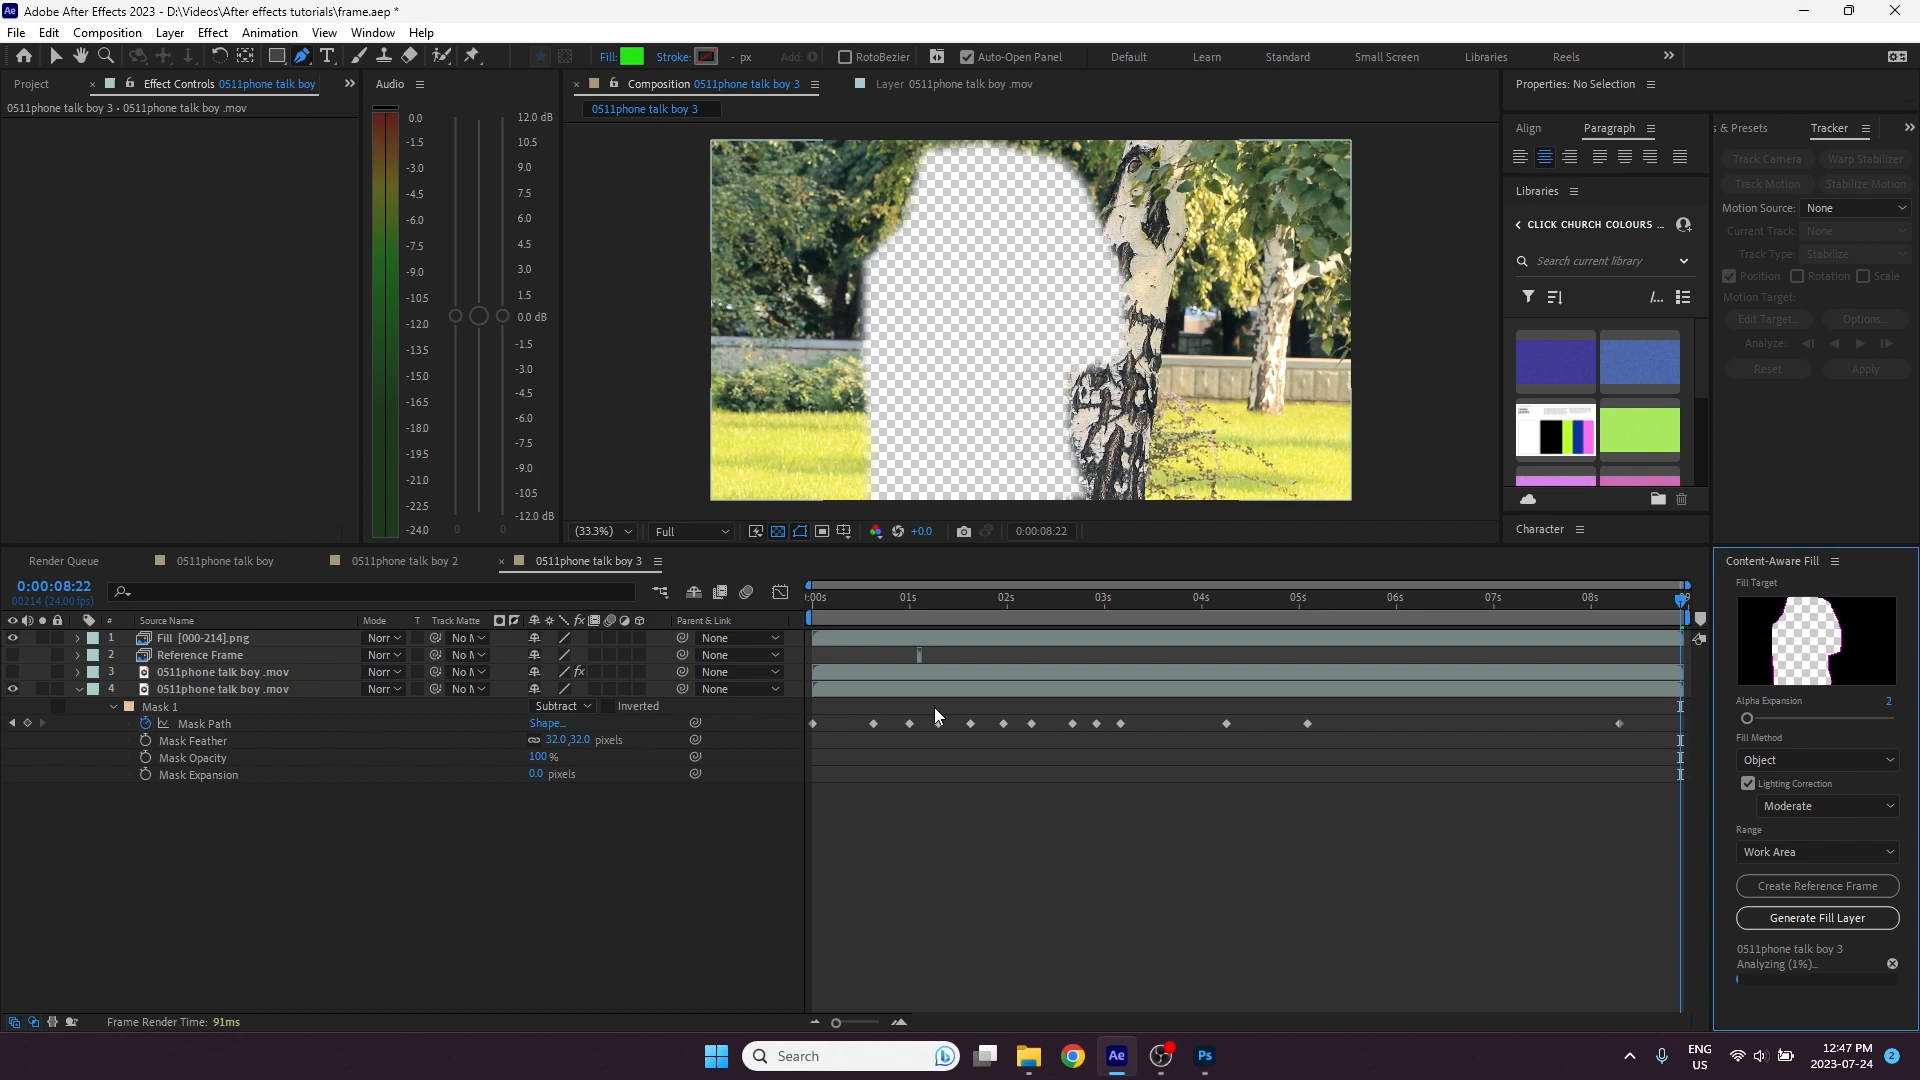 Adobe After Effects 2023 - D:\Videos\After effects tutorials\frame.aep *
File Edit Composition Layer Effect Animation View Window Help
Fill: Stroke: - px Add: RotoBezier Auto-Open Panel Default Learn Standard Small Screen Libraries Reels
Project Effect Controls 0511phone talk boy Audio Composition 0511phone talk boy 3 Layer 0511phone talk boy .mov Properties: No Selection
0511phone talk boy 3 • 0511phone talk boy .mov
0511phone talk boy 3
Align Paragraph s & Presets Tracker
0.0
-1.5
-3.0
-4.5
-6.0
-7.5
-9.0
-10.5
-12.0
-13.5
-15.0
-16.5
-18.0
-19.5
-21.0
-22.5
-24.0
12.0 dB
10.5
9.0
7.5
6.0
4.5
3.0
1.5
0.0 dB
-1.5
-3.0
-4.5
-6.0
-7.5
-9.0
-10.5
-12.0 dB
0 0
Libraries
CLICK CHURCH COLOURS ...
Search current library
Character
Track Camera Warp Stabilizer
Track Motion Stabilize Motion
Motion Source: None
Current Track: None
Track Type: Stabilize
Position Rotation Scale
Motion Target:
Edit Target... Options...
Analyze:
Reset Apply
(33.3%) Full +0.0 0:00:08:22
Render Queue 0511phone talk boy 0511phone talk boy 2 0511phone talk boy 3
0:00:08:22
00214 (24.00 fps)
:00s 01s 02s 03s 04s 05s 06s 07s 08s 09
# Source Name Mode T Track Matte fx Parent & Link
1 Fill [000-214].png Norr No M None
2 Reference Frame Norr No M None
3 0511phone talk boy .mov Norr No M fx None
4 0511phone talk boy .mov Norr No M None
Mask 1 Subtract Inverted
Mask Path Shape...
Mask Feather 32.0,32.0 pixels
Mask Opacity 100%
Mask Expansion 0.0 pixels
Content-Aware Fill
Fill Target
Alpha Expansion 2
Fill Method
Object
Lighting Correction
Moderate
Range
Work Area
Create Reference Frame
Generate Fill Layer
0511phone talk boy 3
Analyzing (1%)...
Frame Render Time: 91ms
Search
Ae
Ps
ENG
US
12:47 PM
2023-07-24
2